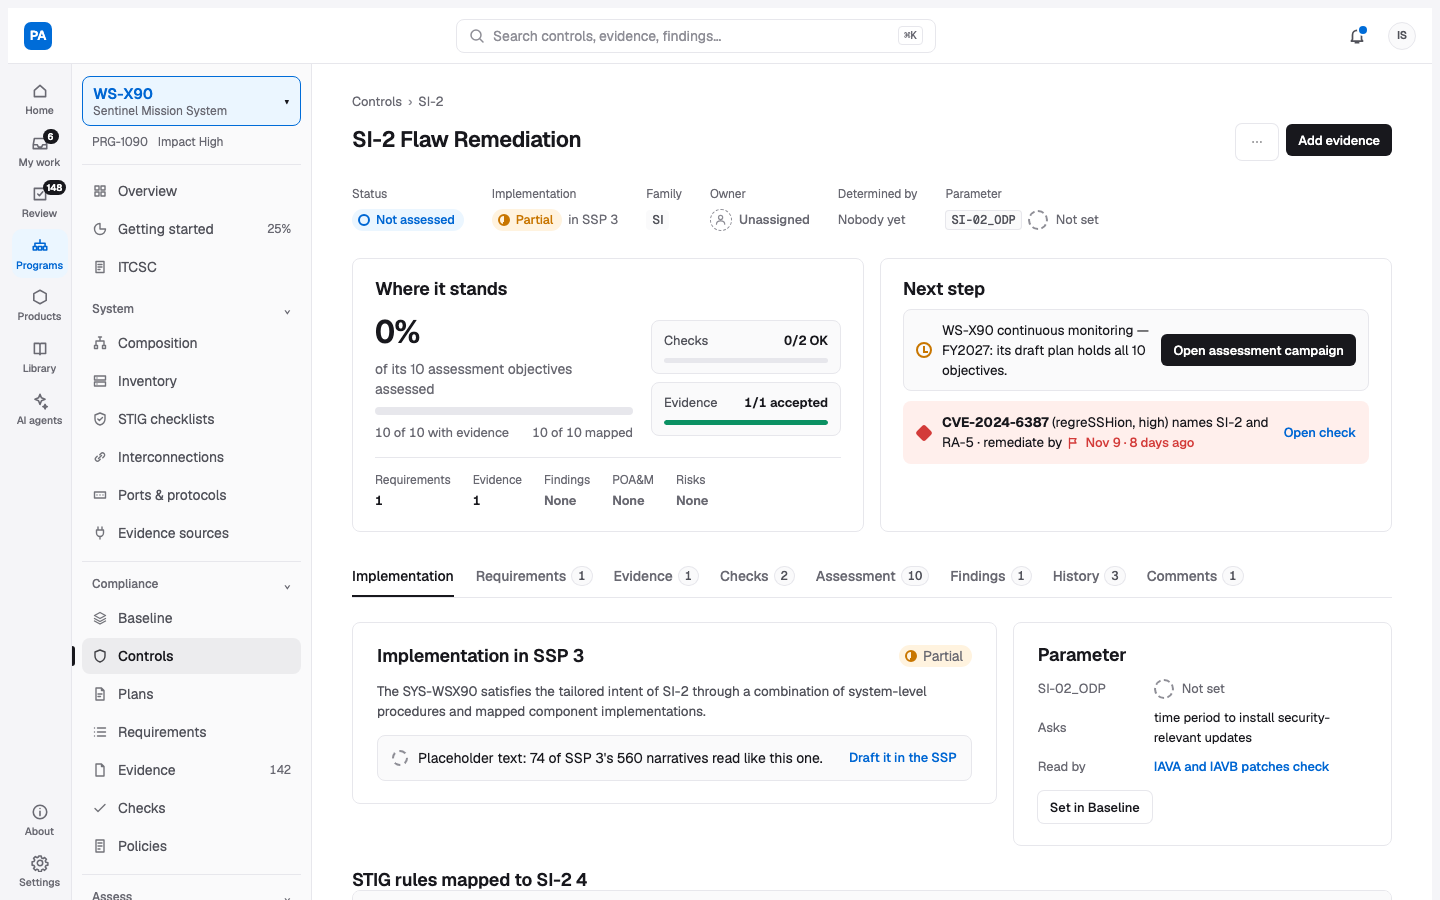 PA
Search controls, evidence, findings...
⌘K
IS
Home
6
My work
148
Review
Programs
Products
Library
AI agents
About
Settings
WS-X90
Sentinel Mission System
PRG-1090 Impact High
Overview
Getting started 25%
ITCSC
System
Composition
Inventory
STIG checklists
Interconnections
Ports & protocols
Evidence sources
Compliance
Baseline
Controls
Plans
Requirements
Evidence 142
Checks
Policies
Assess
Controls › SI-2
SI-2 Flaw Remediation
...
Add evidence
Status
Not assessed
Implementation
Partial in SSP 3
Family
SI
Owner
Unassigned
Determined by
Nobody yet
Parameter
SI-02_ODP Not set
Where it stands
0%
of its 10 assessment objectives
assessed
10 of 10 with evidence 10 of 10 mapped
Checks 0/2 OK
Evidence 1/1 accepted
Requirements
1
Evidence
1
Findings
None
POA&M
None
Risks
None
Next step
WS-X90 continuous monitoring —
FY2027: its draft plan holds all 10
objectives.
Open assessment campaign
CVE-2024-6387 (regreSSHion, high) names SI-2 and
RA-5 · remediate by Nov 9 · 8 days ago
Open check
Implementation
Requirements 1
Evidence 1
Checks 2
Assessment 10
Findings 1
History 3
Comments 1
Implementation in SSP 3
Partial
The SYS-WSX90 satisfies the tailored intent of SI-2 through a combination of system-level
procedures and mapped component implementations.
Placeholder text: 74 of SSP 3's 560 narratives read like this one.
Draft it in the SSP
Parameter
SI-02_ODP Not set
Asks
time period to install security-
relevant updates
Read by IAVA and IAVB patches check
Set in Baseline
STIG rules mapped to SI-2 4